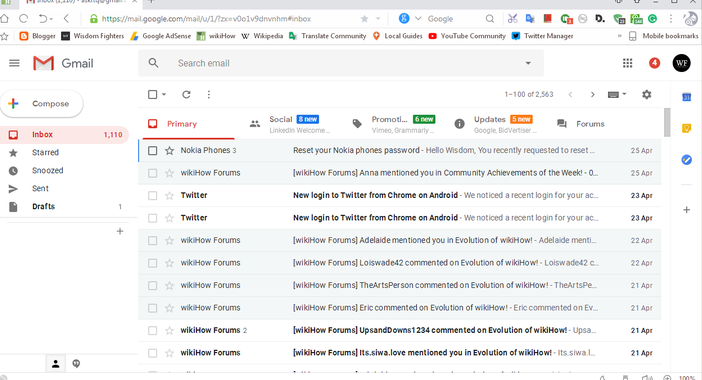 https://mail.google.com/mail/u/1/?zx=v0o1v9dnvnhm#inbox
Google
Blogger
Wisdom Fighters
Google AdSense
wikiHow
Wikipedia
Translate Community
Local Guides
YouTube Community
Twitter Manager
Mobile bookmarks
Gmail
Search email
4
WF
Compose
1–100 of 2,563
Inbox 1,110
Starred
Snoozed
Sent
Drafts 1
Primary
Social 8 new
LinkedIn Welcome ...
Promoti... 6 new
Vimeo, Grammarly ...
Updates 5 new
Google, BidVertiser ...
Forums
Nokia Phones 3 Reset your Nokia phones password - Hello Wisdom, You recently requested to reset ... 25 Apr
wikiHow Forums [wikiHow Forums] Anna mentioned you in Community Achievements of the Week! - 0... 25 Apr
Twitter New login to Twitter from Chrome on Android - We noticed a recent login for your ac... 23 Apr
Twitter New login to Twitter from Chrome on Android - We noticed a recent login for your ac... 23 Apr
wikiHow Forums [wikiHow Forums] Adelaide mentioned you in Evolution of wikiHow! - Adelaide menti... 22 Apr
wikiHow Forums [wikiHow Forums] Loiswade42 commented on Evolution of wikiHow! - Loiswade42 c... 22 Apr
wikiHow Forums [wikiHow Forums] TheArtsPerson commented on Evolution of wikiHow! - TheArtsPe... 21 Apr
wikiHow Forums [wikiHow Forums] Eric commented on Evolution of wikiHow! - Eric commented on Ev... 21 Apr
wikiHow Forums 2 [wikiHow Forums] UpsandDowns1234 commented on Evolution of wikiHow! - Upsa... 21 Apr
wikiHow Forums [wikiHow Forums] Its.siwa.love mentioned you in Evolution of wikiHow! - Its.siwa.l... 21 Apr
100%